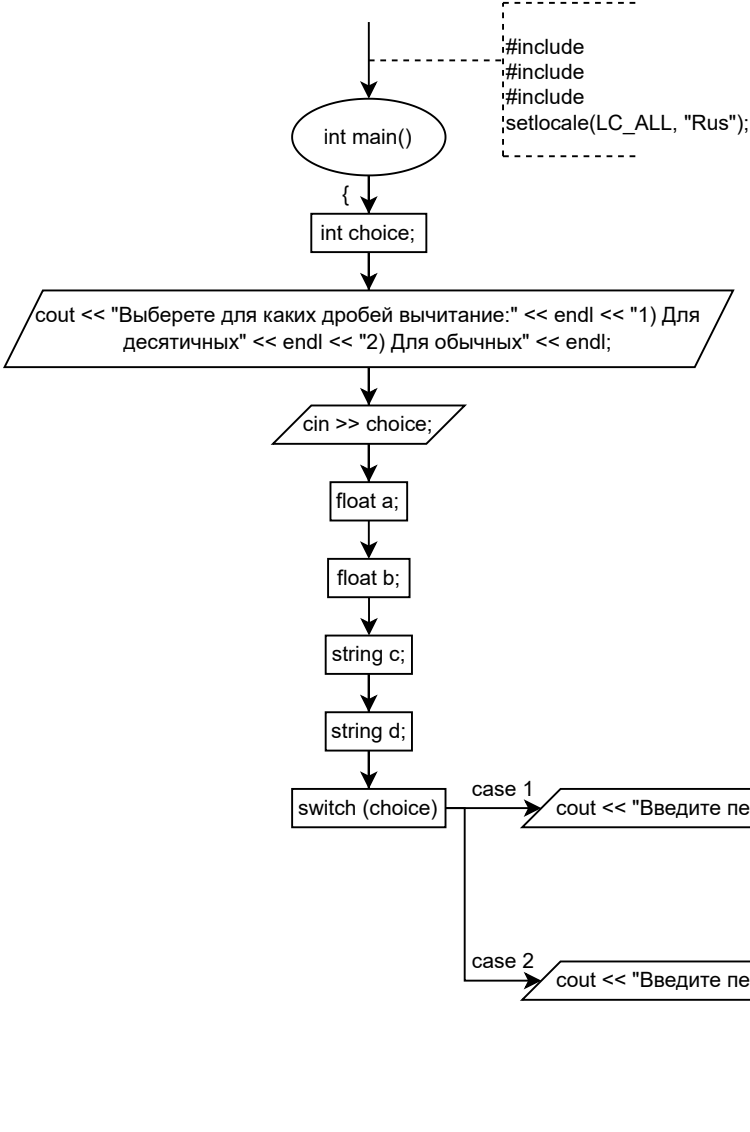 #include
#include
#include
setlocale(LC_ALL, "Rus");
int main()
{
int choice;
cout << "Выберете для каких дробей вычитание:" << endl << "1) Для
десятичных" << endl << "2) Для обычных" << endl;
cin >> choice;
float a;
float b;
string c;
string d;
switch (choice)
case 1
cout << "Введите пе
case 2
cout << "Введите пе